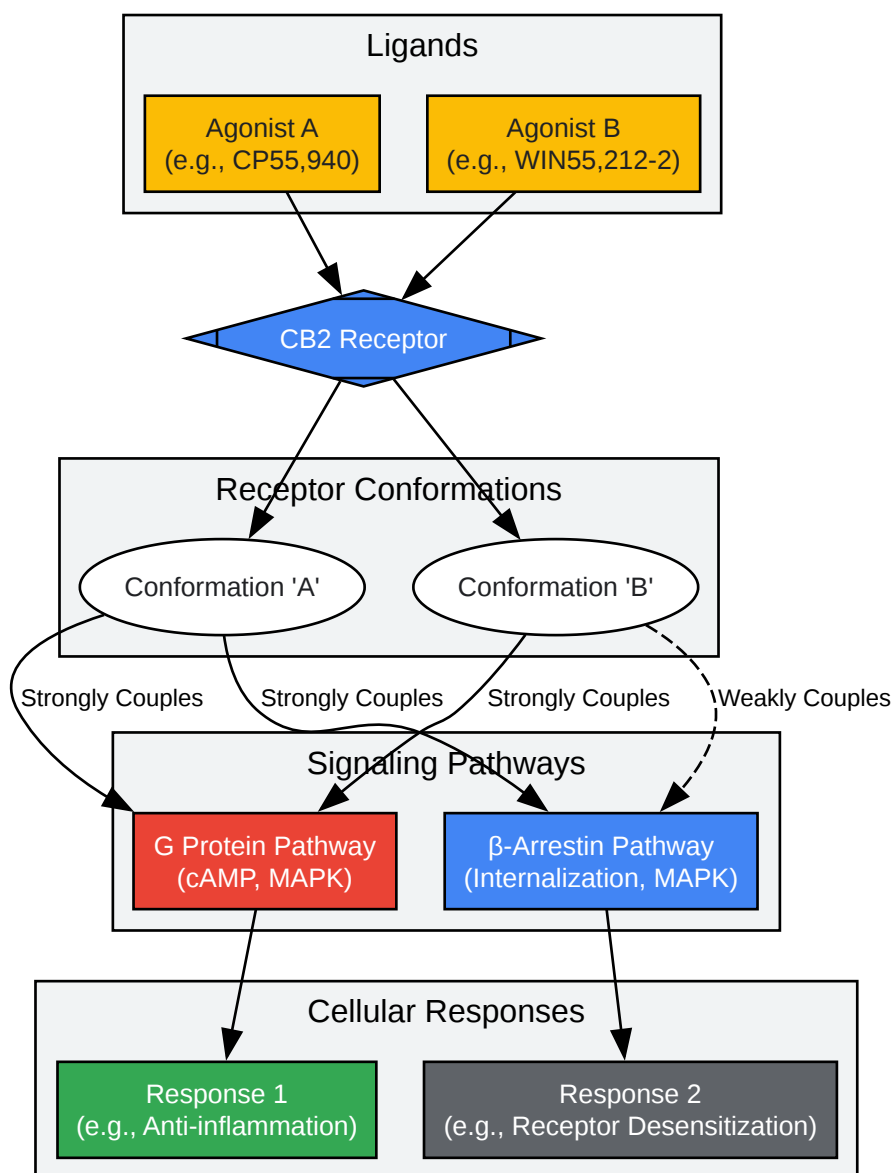 Ligands
Agonist A
(e.g., CP55,940)
Agonist B
(e.g., WIN55,212-2)
CB2 Receptor
Receptor Conformations
Conformation 'A'
Conformation 'B'
Strongly Couples
Strongly Couples
Strongly Couples
Weakly Couples
Signaling Pathways
G Protein Pathway
(cAMP, MAPK)
β-Arrestin Pathway
(Internalization, MAPK)
Cellular Responses
Response 1
(e.g., Anti-inflammation)
Response 2
(e.g., Receptor Desensitization)